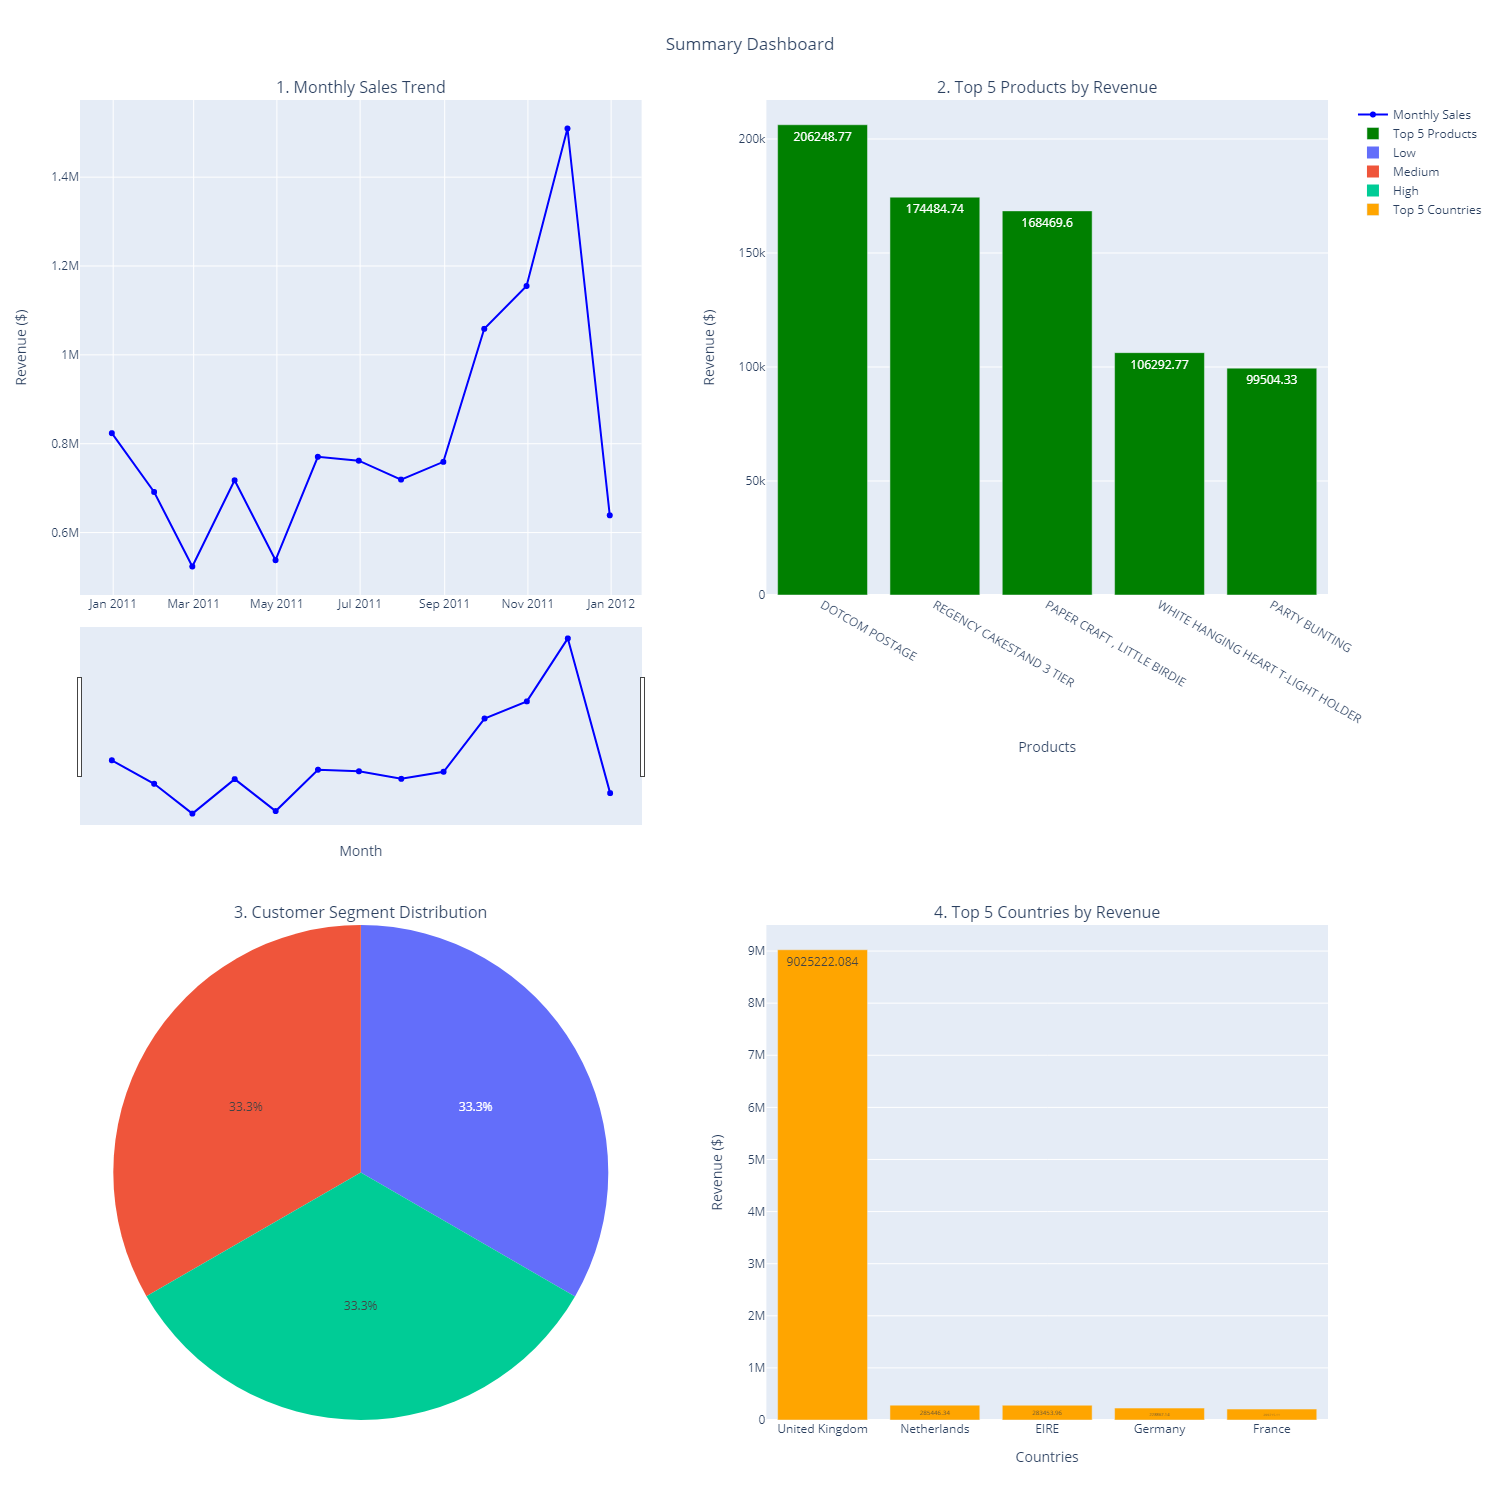 Summary Dashboard
1. Monthly Sales Trend
1.4M
1.2M
1M
0.8M
0.6M
Revenue ($)
Jan 2011
Mar 2011
May 2011
Jul 2011
Sep 2011
Nov 2011
Jan 2012
Month
2. Top 5 Products by Revenue
200k
150k
100k
50k
0
Revenue ($)
206248.77
174484.74
168469.6
106292.77
99504.33
DOTCOM POSTAGE
REGENCY CAKESTAND 3 TIER
PAPER CRAFT , LITTLE BIRDIE
WHITE HANGING HEART T-LIGHT HOLDER
PARTY BUNTING
Products
Monthly Sales
Top 5 Products
Low
Medium
High
Top 5 Countries
3. Customer Segment Distribution
33.3%
33.3%
33.3%
4. Top 5 Countries by Revenue
9M
8M
7M
6M
5M
4M
3M
2M
1M
0
Revenue ($)
9025222.084
285446.34
283453.96
United Kingdom
Netherlands
EIRE
Germany
France
Countries